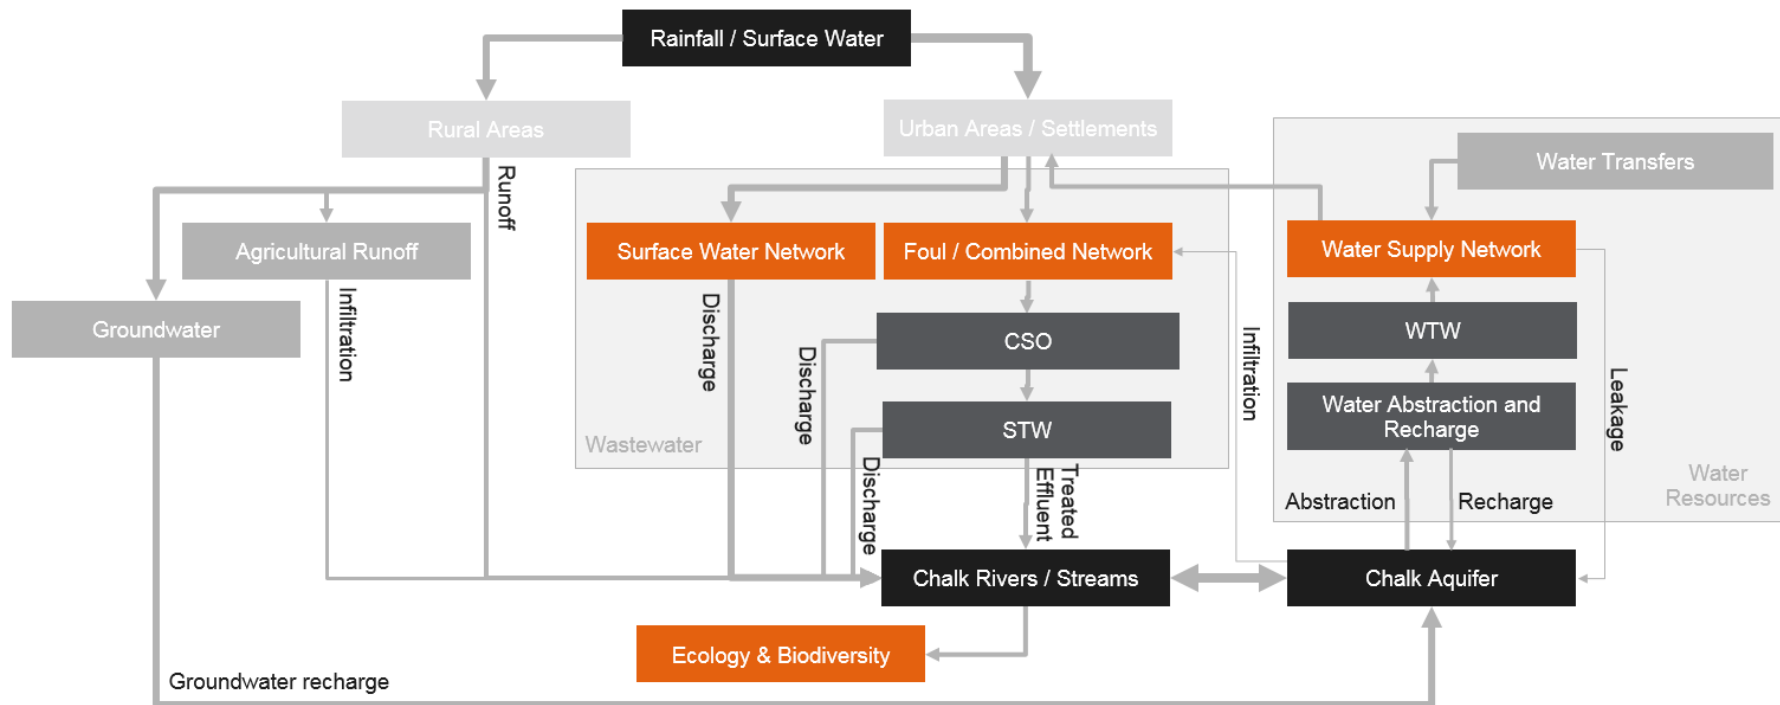 Rainfall / Surface Water
Rural Areas
Urban Areas / Settlements
Water Transfers
Runoff
Agricultural Runoff
Surface Water Network
Foul / Combined Network
Water Supply Network
Groundwater
Infiltration
Discharge
Discharge
CSO
Infiltration
WTW
Leakage
Water Abstraction and
Recharge
STW
Wastewater
Discharge
Treated
Effluent
Abstraction
Recharge
Water
Resources
Chalk Rivers / Streams
Chalk Aquifer
Ecology & Biodiversity
Groundwater recharge